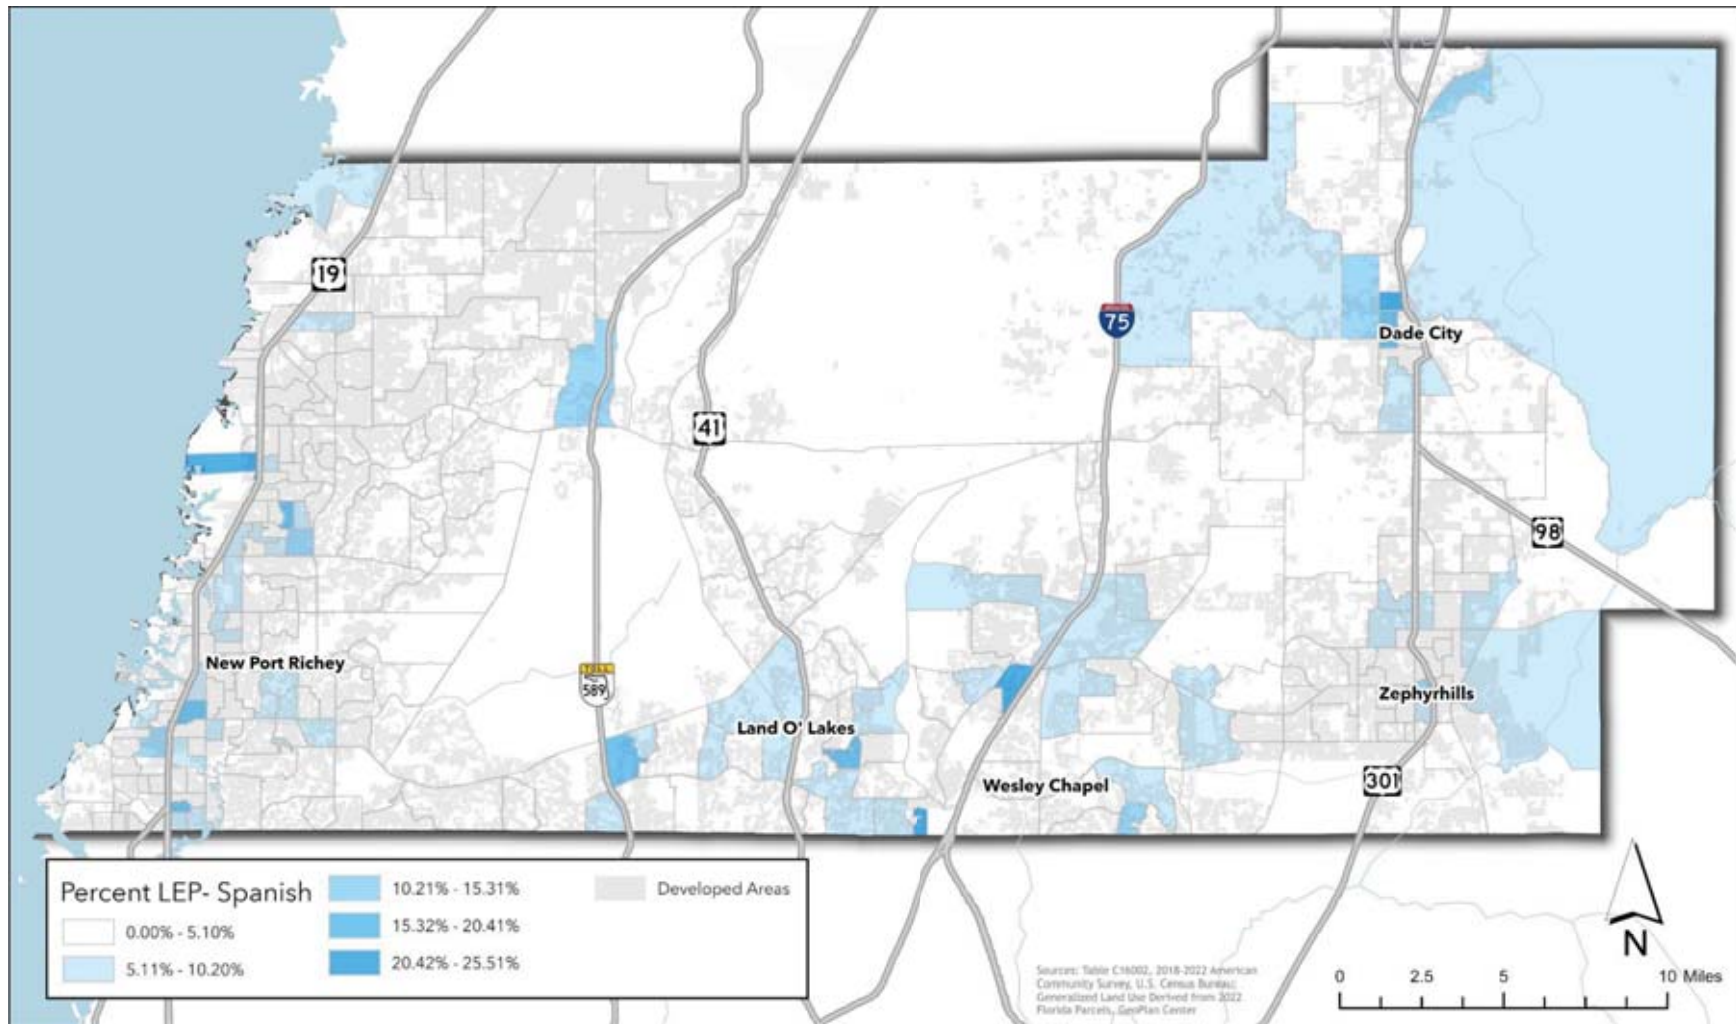 19
75
Dade City
41
98
New Port Richey
TOLL
589
Zephyrhills
Land O' Lakes
Wesley Chapel
301
Percent LEP- Spanish
0.00% - 5.10%
5.11% - 10.20%
10.21% - 15.31%
15.32% - 20.41%
20.42% - 25.51%
Developed Areas
Sources: Table C16002, 2018-2022 American
Community Survey, U.S. Census Bureau;
Generalized Land Use Derived from 2022
Florida Parcels, GeoPlan Center
N
0 2.5 5 10 Miles